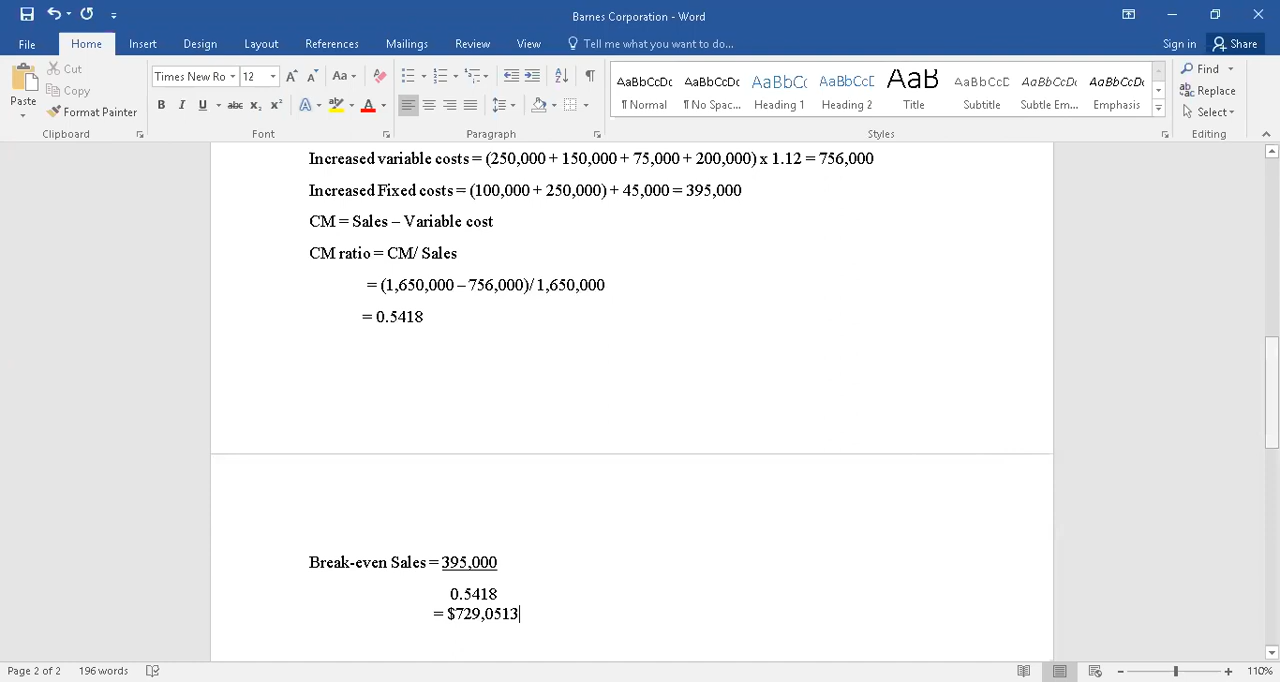 Barnes Corporation - Word
File Home Insert Design Layout References Mailings Review View Tell me what you want to do... Sign in Share
Cut
Copy
Paste
Format Painter
Clipboard
Times New Ro 12
Font
Paragraph
AaBbCcDc AaBbCcDc AaBbCc AaBbCcD AaB AaBbCcD AaBbCcDc AaBbCcDc
¶ Normal ¶ No Spac... Heading 1 Heading 2 Title Subtitle Subtle Em... Emphasis
Styles
Find
Replace
Select
Editing
Increased variable costs = (250,000 + 150,000 + 75,000 + 200,000) x 1.12 = 756,000
Increased Fixed costs = (100,000 + 250,000) + 45,000 = 395,000
CM = Sales – Variable cost
CM ratio = CM/ Sales
= (1,650,000 – 756,000)/ 1,650,000
= 0.5418
Break-even Sales = 395,000
0.5418
= $729,0513
Page 2 of 2 196 words 110%